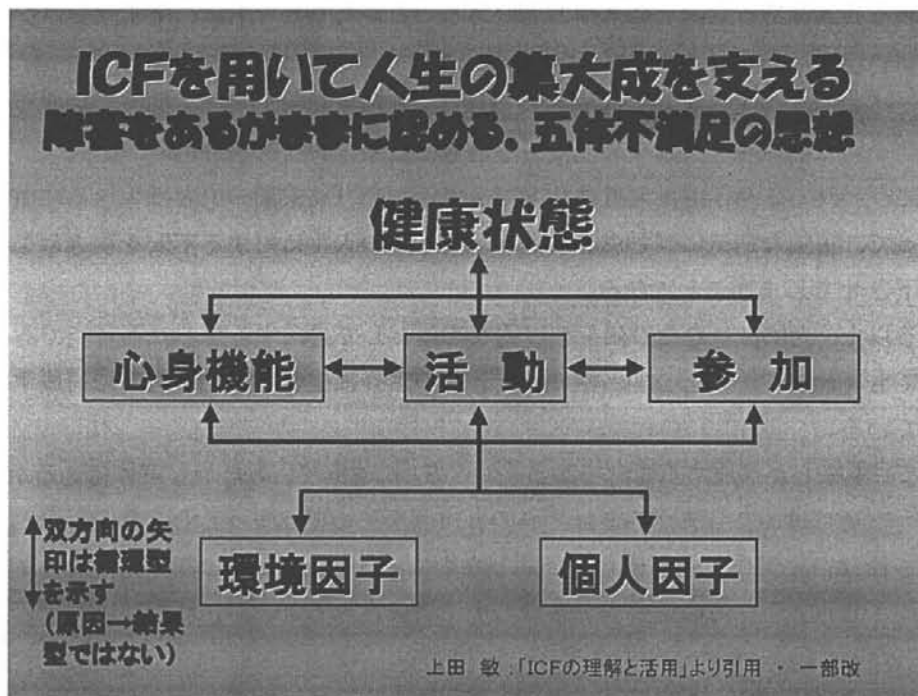 ICFを用いて人生の集大成を支える
障害をあるがままに認める．五体不満足の思想
健康状態
心身機能
活 動
参 加
環境因子
個人因子
双方向の矢
印は循環型
を示す
(原因→結果
型ではない)
上田 敏：「ICFの理解と活用」より引用 ・ 一部改